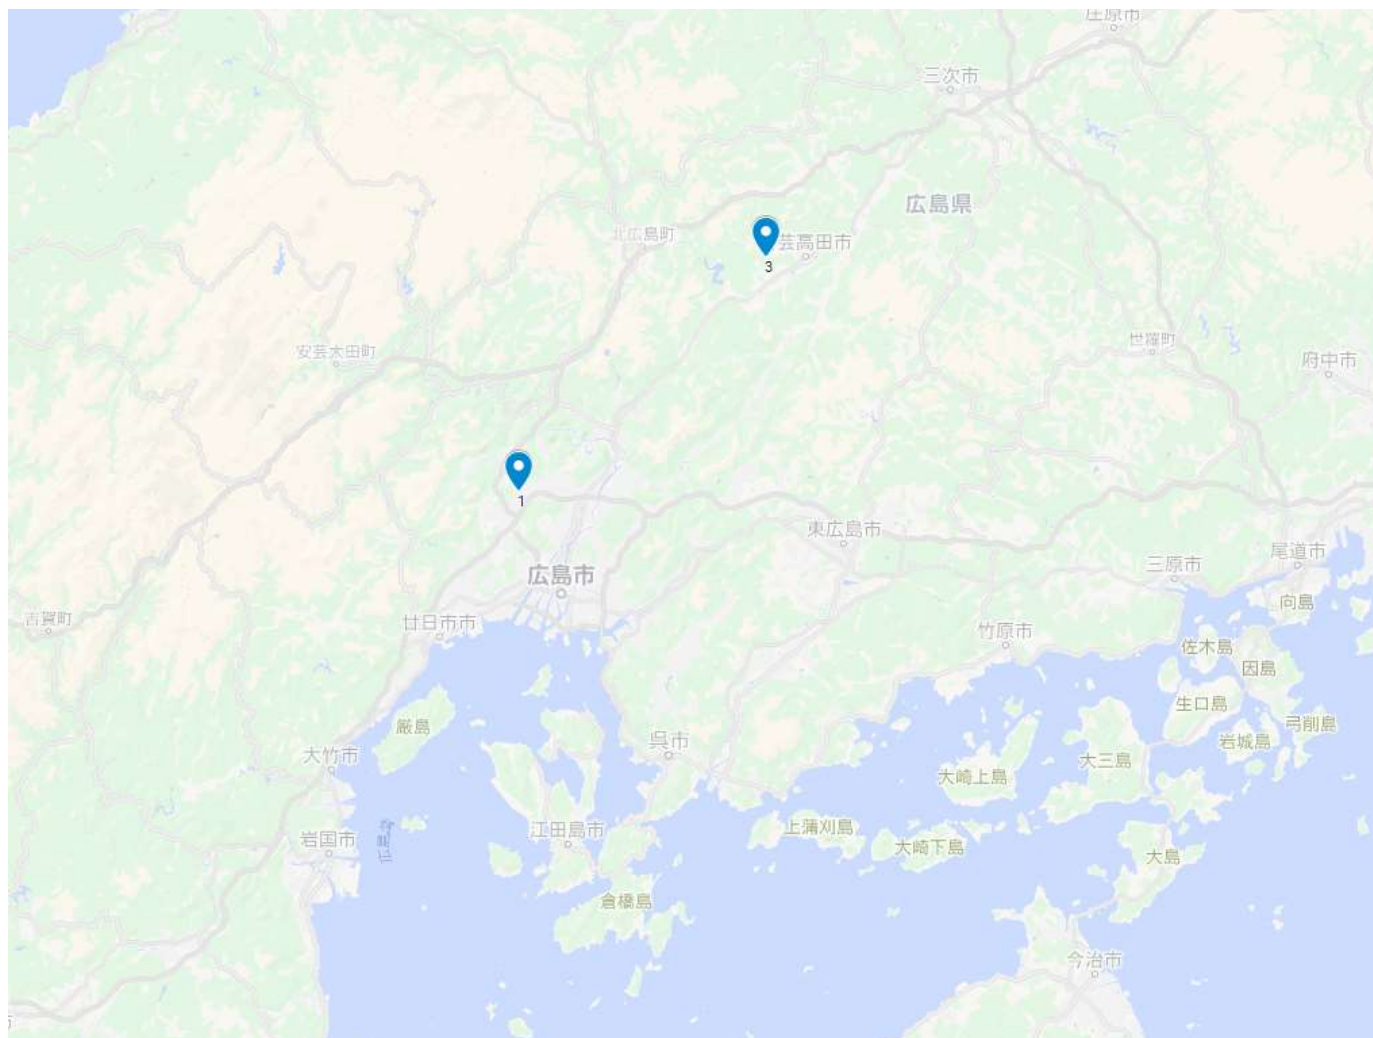 庄原市
三次市
広島県
北広島町
芸高田市
3
安芸太田町
世羅町
府中市
1
東広島市
尾道市
三原市
広島市
向島
吉賀町
廿日市市
竹原市
佐木島
因島
生口島
厳島
弓削島
呉市
岩城島
大竹市
大三島
大崎上島
上蒲刈島
江田島市
岩国市
大崎下島
大島
倉橋島
今治市